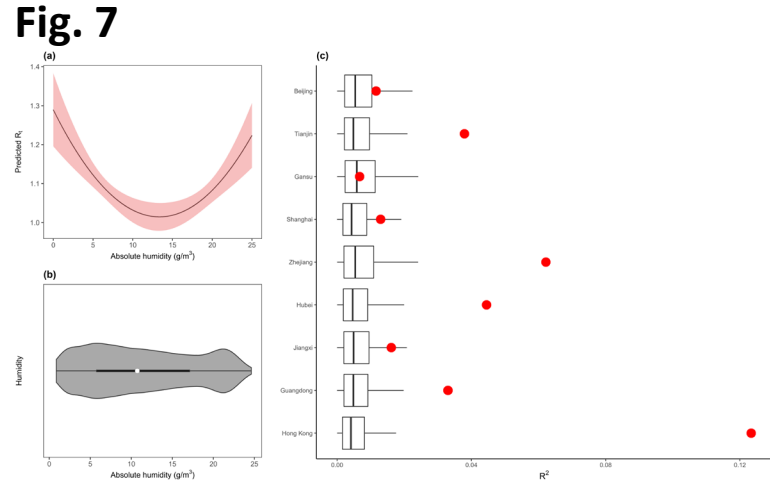 Fig. 7
(a)
1.4
1.3
1.2
1.1
1.0
Predicted Rt
0
5
10
15
20
25
Absolute humidity (g/m³)
(b)
Humidity
0
5
10
15
20
25
Absolute humidity (g/m³)
(c)
Beijing
Tianjin
Gansu
Shanghai
Zhejiang
Hubei
Jiangxi
Guangdong
Hong Kong
0.00
0.04
0.08
0.12
R²